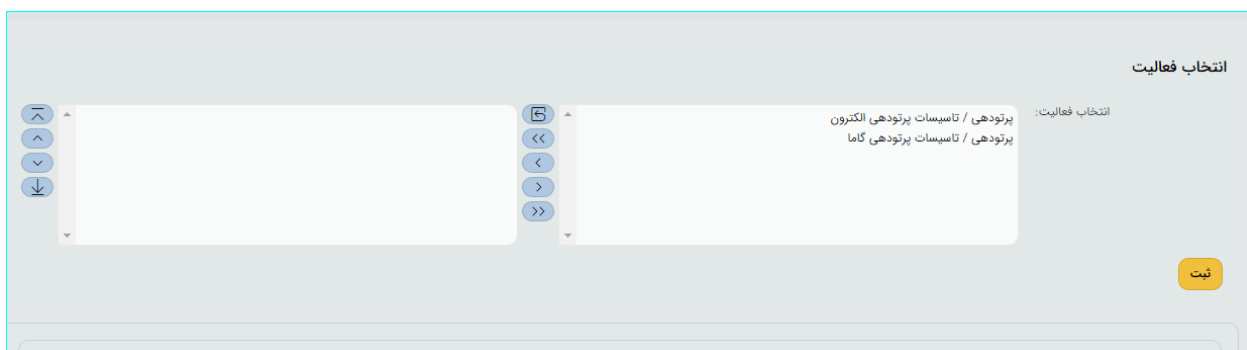 انتخاب فعالیت
انتخاب فعالیت:
پرتودهی / تاسیسات پرتودهی الکترون
پرتودهی / تاسیسات پرتودهی گاما
ثبت